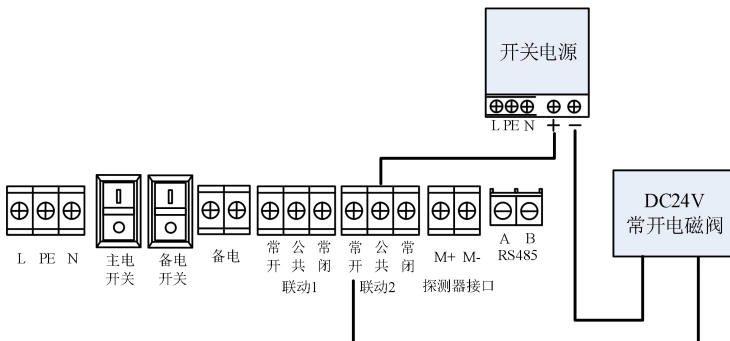 开关电源
L PE N + −
DC24V
常开电磁阀
L PE N
主电
开关
备电
开关
备电
常开 公共 常闭
联动1
常开 公共 常闭
联动2
M+ M-
探测器接口
A B
RS485